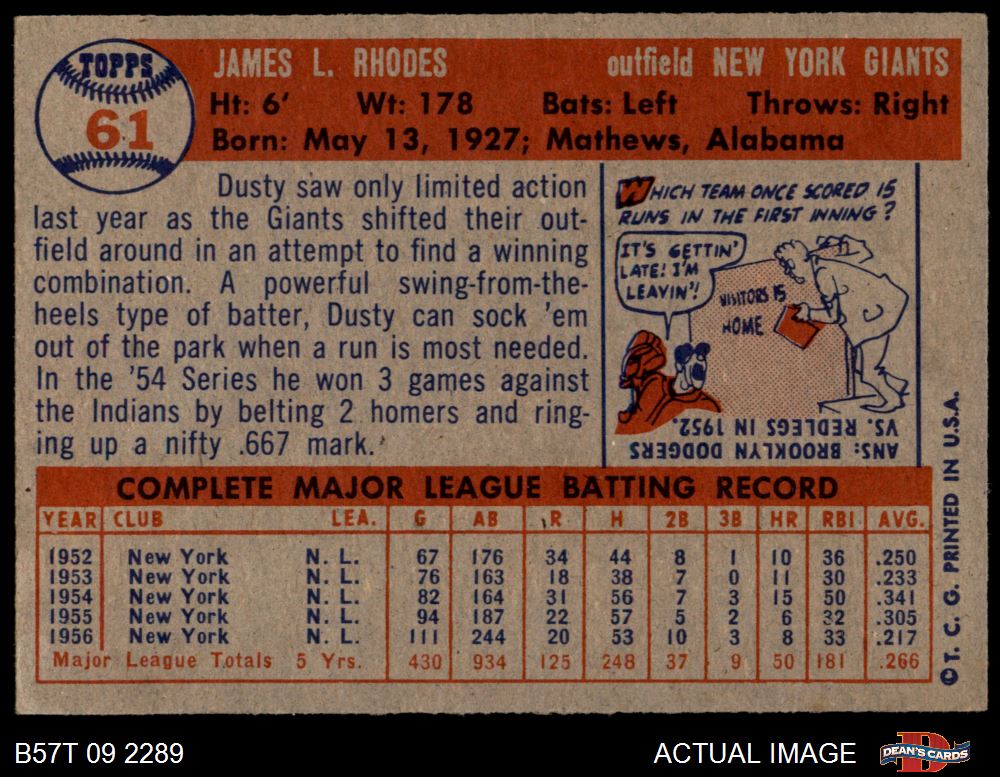 TOPPS
61
JAMES L. RHODES
outfield NEW YORK GIANTS
Ht: 6' Wt: 178 Bats: Left Throws: Right
Born: May 13, 1927; Mathews, Alabama
Dusty saw only limited action
last year as the Giants shifted their out-
field around in an attempt to find a winning
combination. A powerful swing-from-the-
heels type of batter, Dusty can sock 'em
out of the park when a run is most needed.
In the '54 Series he won 3 games against
the Indians by belting 2 homers and ring-
ing up a nifty .667 mark.
WHICH TEAM ONCE SCORED 15
RUNS IN THE FIRST INNING?
IT'S GETTIN'
LATE! I'M
LEAVIN'!
VISITORS 15
HOME
ANS: BROOKLYN DODGERS
VS. REDLEGS IN 1952.
COMPLETE MAJOR LEAGUE BATTING RECORD
YEAR CLUB LEA. G AB R H 2B 3B HR RBI AVG.
1952 New York N. L. 67 176 34 44 8 1 10 36 .250
1953 New York N. L. 76 163 18 38 7 0 11 30 .233
1954 New York N. L. 82 164 31 56 7 3 15 50 .341
1955 New York N. L. 94 187 22 57 5 2 6 32 .305
1956 New York N. L. 111 244 20 53 10 3 8 33 .217
Major League Totals 5 Yrs. 430 934 125 248 37 9 50 181 .266
©T. C. G. PRINTED IN U.S.A.
B57T 09 2289
ACTUAL IMAGE
DEAN'S CARDS